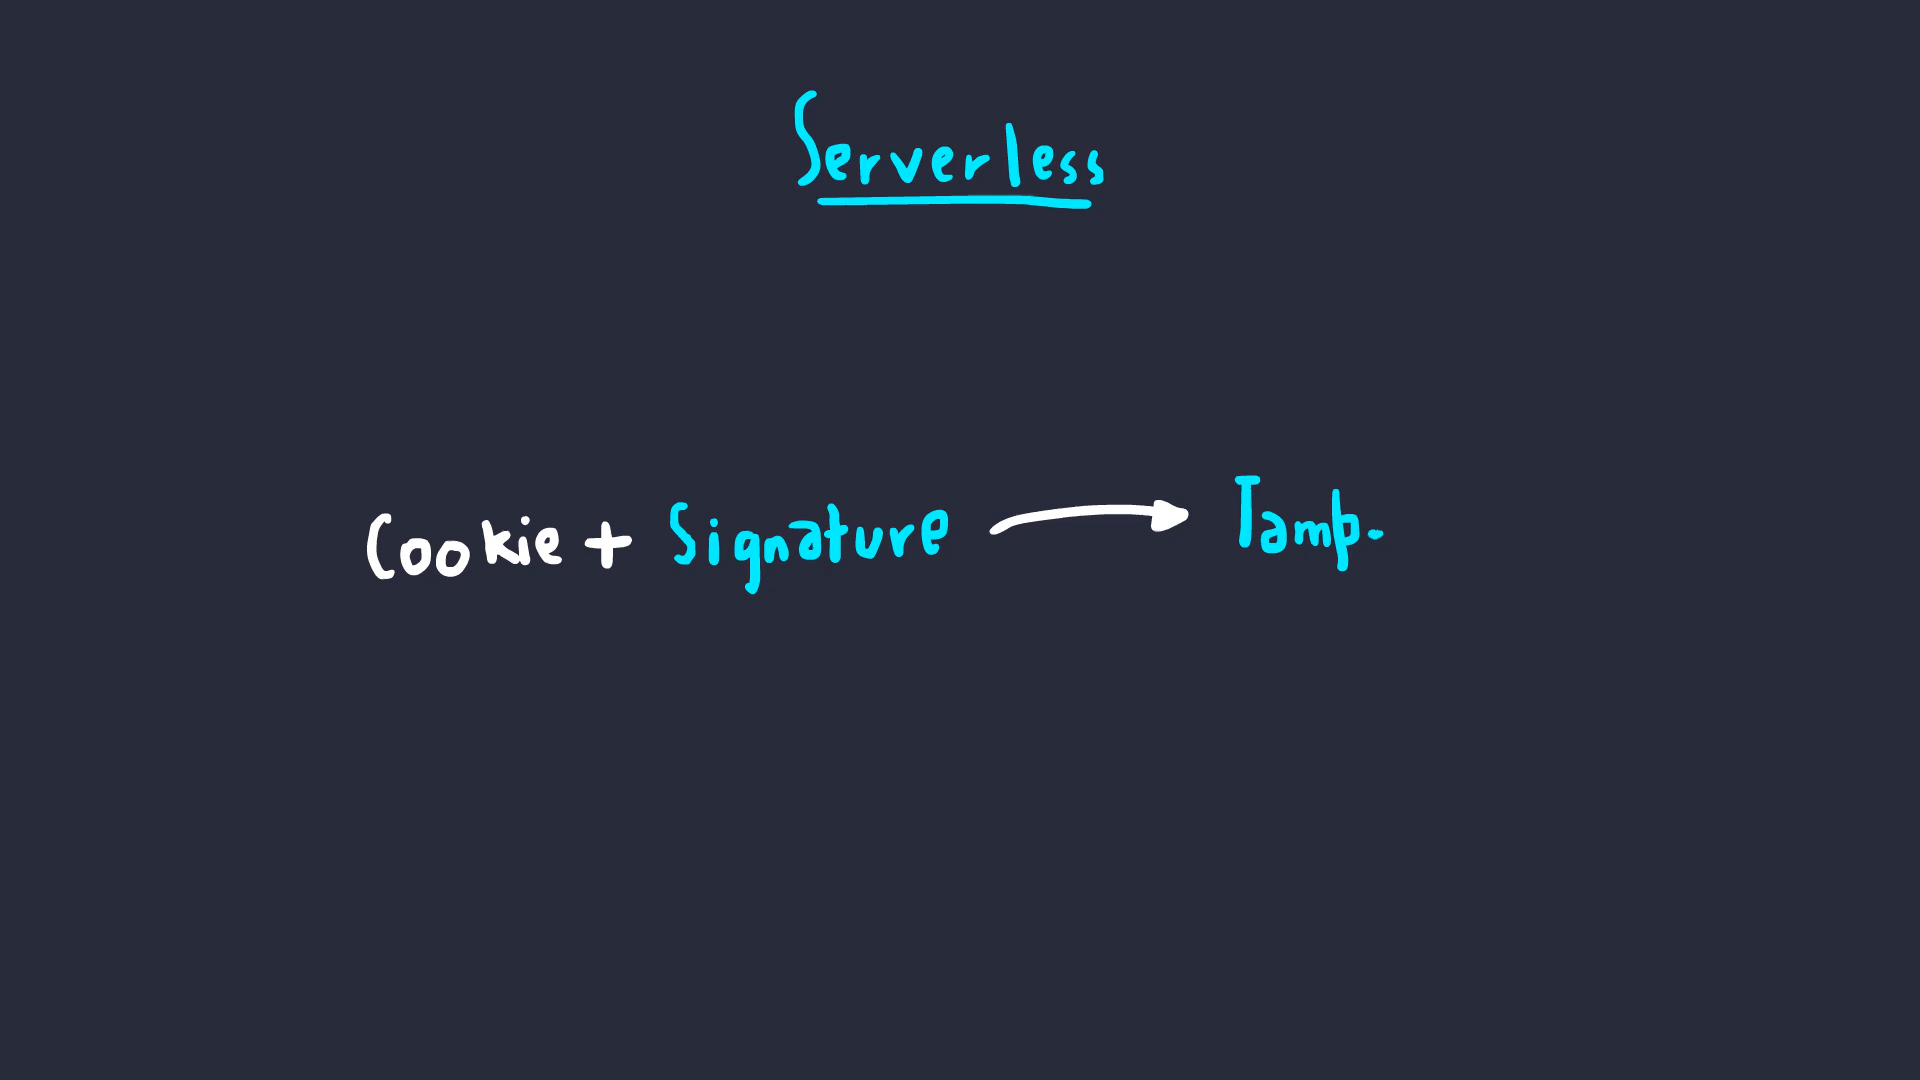 Serverless
Cookie + Signature → Tamp.